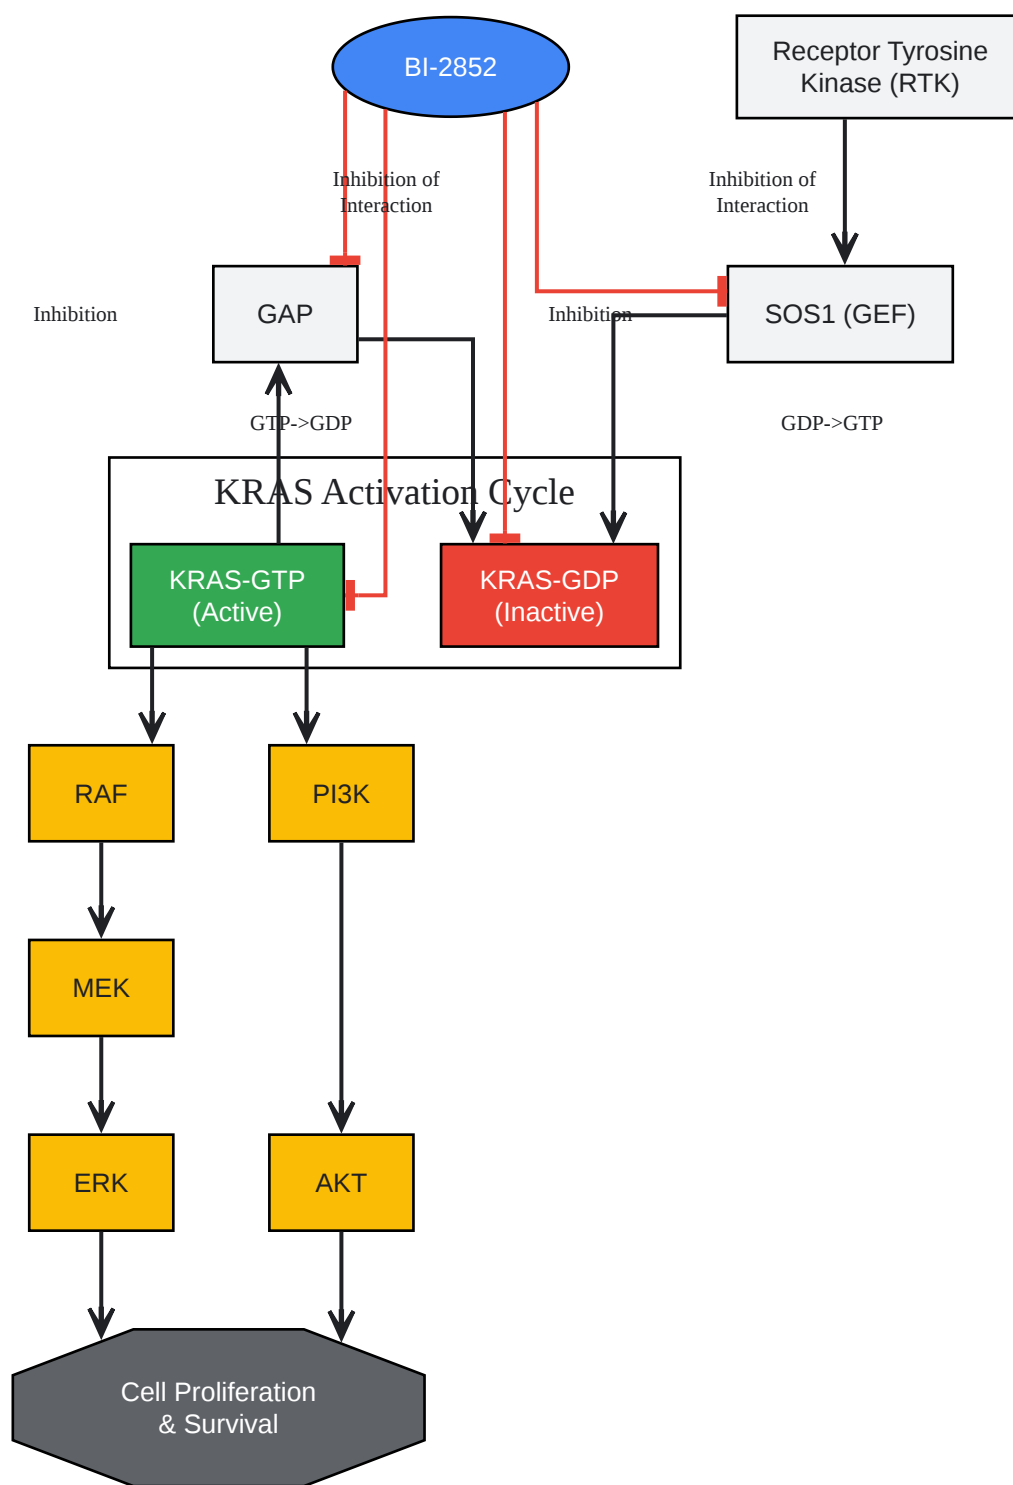 BI-2852
Receptor Tyrosine
Kinase (RTK)
Inhibition of
Interaction
Inhibition of
Interaction
Inhibition
GAP
Inhibition
SOS1 (GEF)
GTP->GDP
GDP->GTP
KRAS Activation Cycle
KRAS-GTP
(Active)
KRAS-GDP
(Inactive)
RAF
PI3K
MEK
ERK
AKT
Cell Proliferation
& Survival